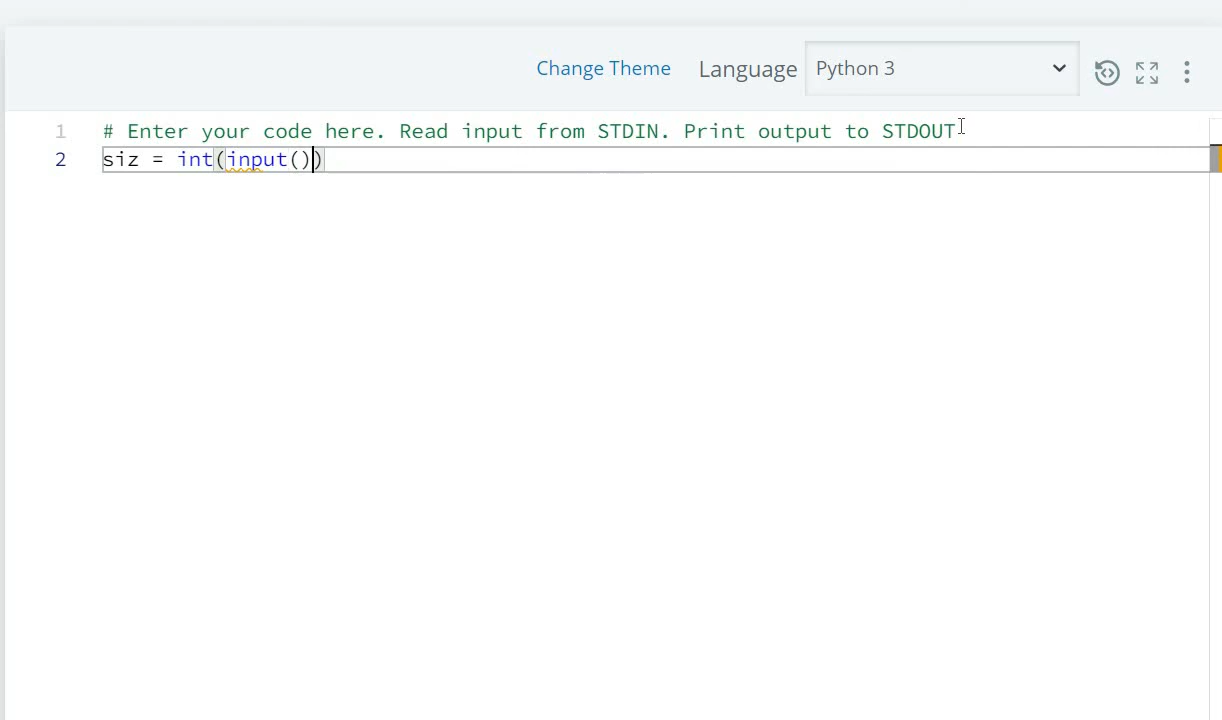 Change Theme Language Python 3
1 # Enter your code here. Read input from STDIN. Print output to STDOUT
2 siz = int(input())